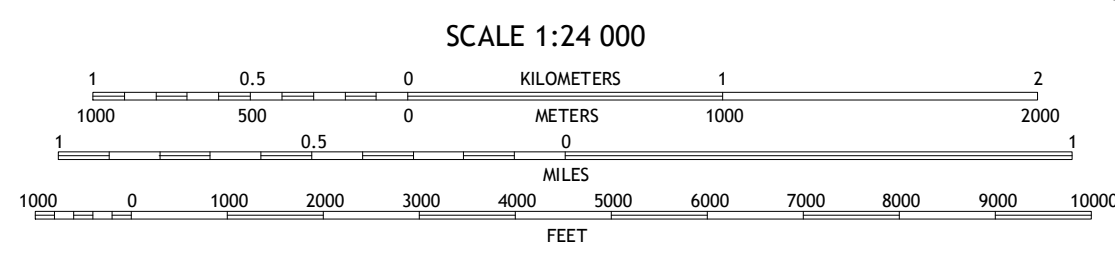 SCALE 1:24 000
1 0.5 0 KILOMETERS 1 2
1000 500 0 METERS 1000 2000
1 0.5 0 1
MILES
1000 0 1000 2000 3000 4000 5000 6000 7000 8000 9000 10000
FEET